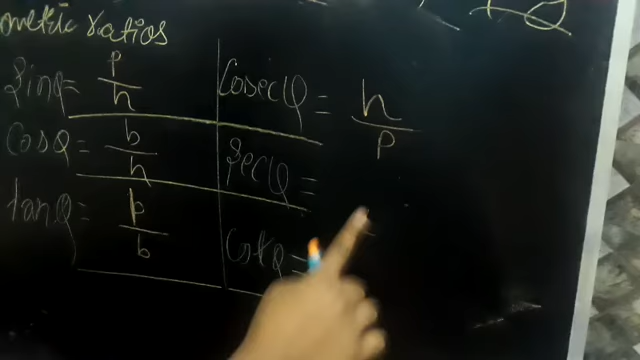 ometric ratios
sinθ = p/h
cosecθ = h/p
cosθ = b/h
secθ =
tanθ = p/b
cotθ =